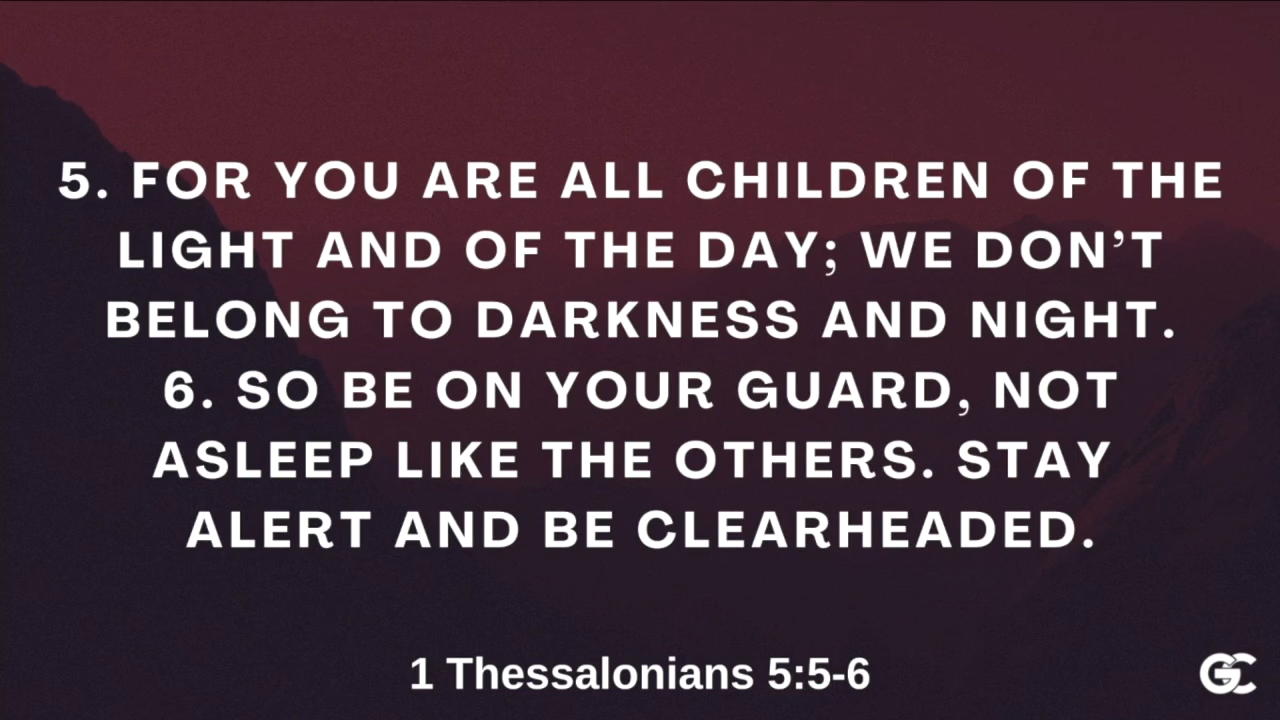 5. FOR YOU ARE ALL CHILDREN OF THE
LIGHT AND OF THE DAY; WE DON’T
BELONG TO DARKNESS AND NIGHT.
6. SO BE ON YOUR GUARD, NOT
ASLEEP LIKE THE OTHERS. STAY
ALERT AND BE CLEARHEADED.
1 Thessalonians 5:5-6
GC